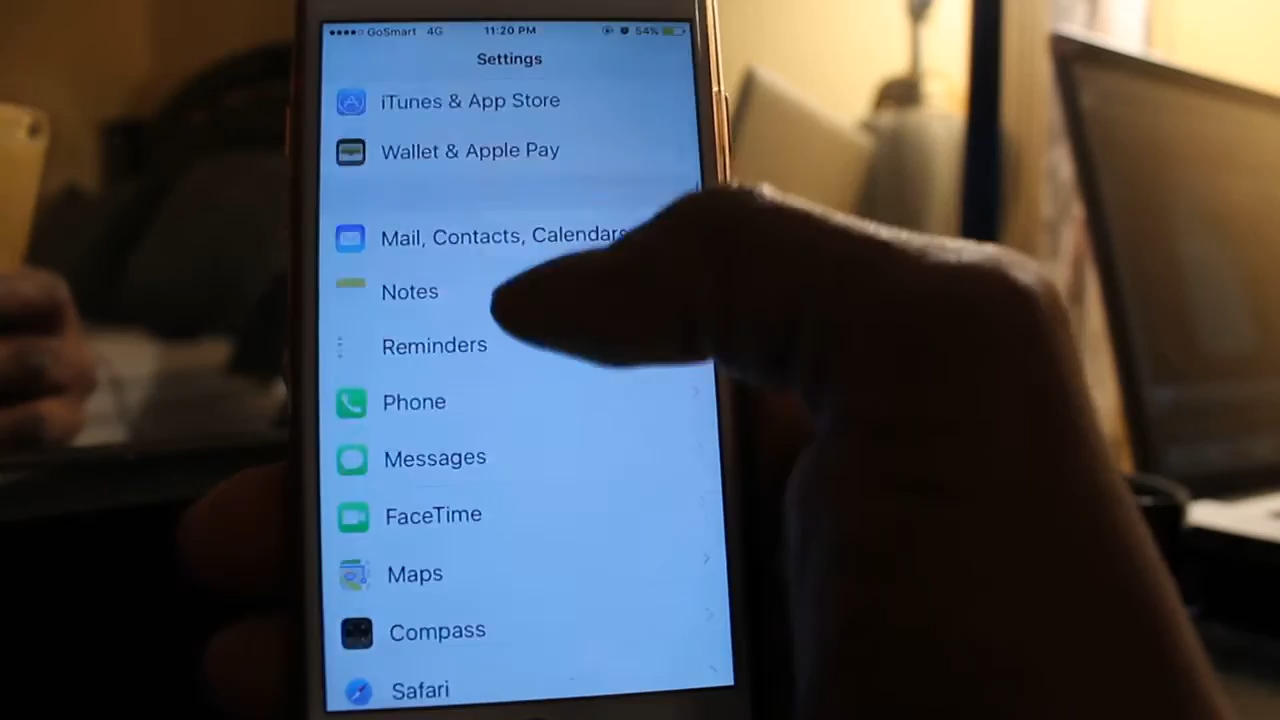 GoSmart 4G 11:20 PM 54%
Settings
iTunes & App Store
Wallet & Apple Pay
Mail, Contacts, Calendars
Notes
Reminders
Phone
Messages
FaceTime
Maps
Compass
Safari